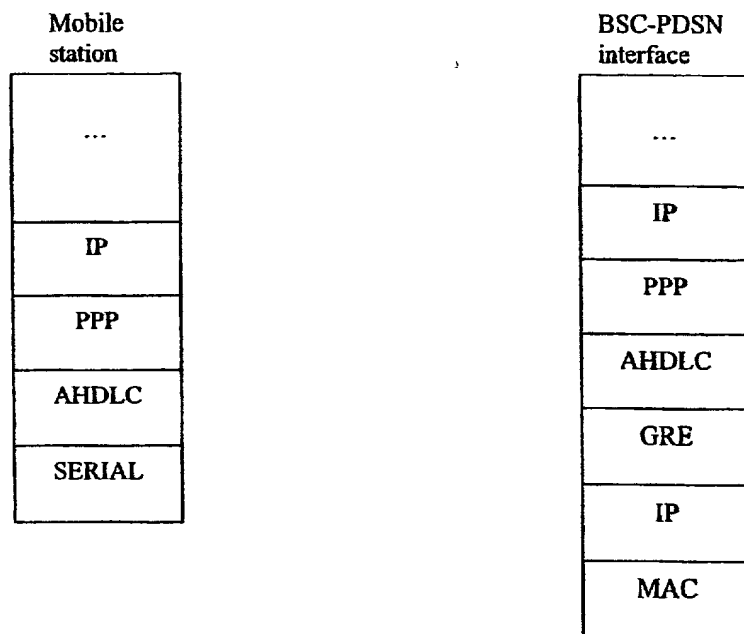 Mobile
station
...
IP
PPP
AHDLC
SERIAL
BSC-PDSN
interface
...
IP
PPP
AHDLC
GRE
IP
MAC